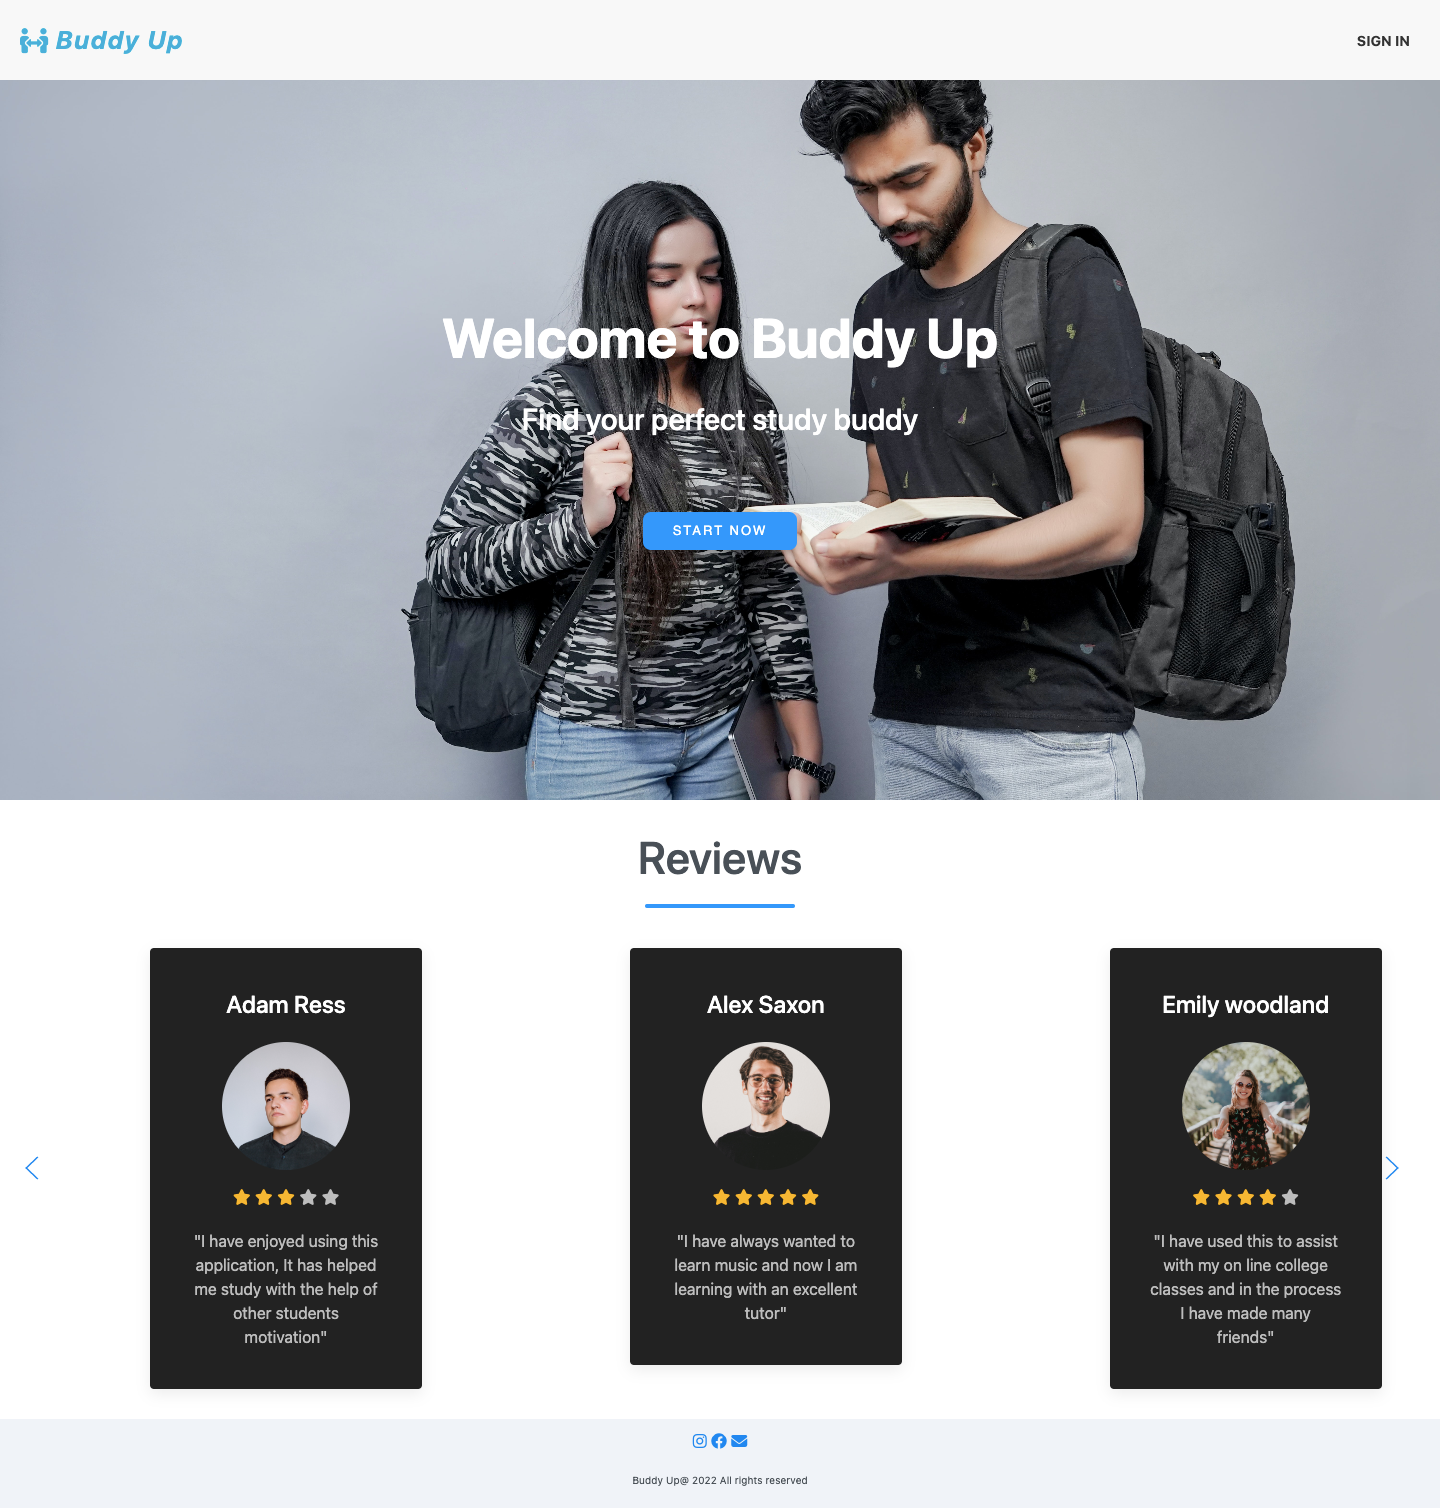 Buddy Up
SIGN IN
Welcome to Buddy Up
Find your perfect study buddy
START NOW
Reviews
Adam Ress
"I have enjoyed using this
application, It has helped
me study with the help of
other students
motivation"
Alex Saxon
"I have always wanted to
learn music and now I am
learning with an excellent
tutor"
Emily woodland
"I have used this to assist
with my on line college
classes and in the process
I have made many
friends"
Buddy Up@ 2022 All rights reserved